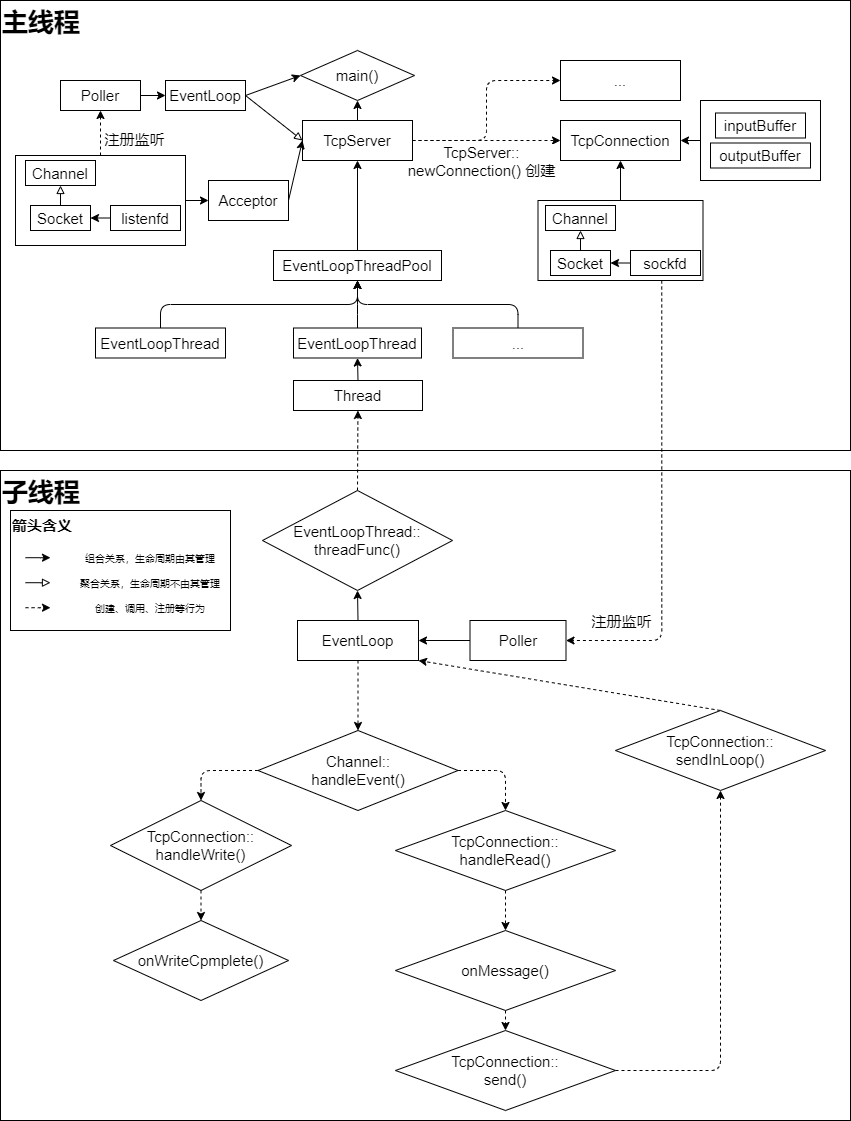 主线程
main()
Poller
EventLoop
...
注册监听
TcpServer
TcpServer::
newConnection() 创建
TcpConnection
inputBuffer
outputBuffer
Channel
Socket
listenfd
Acceptor
Channel
Socket
sockfd
EventLoopThreadPool
EventLoopThread
EventLoopThread
...
Thread
子线程
箭头含义
组合关系，生命周期由其管理
聚合关系，生命周期不由其管理
创建、调用、注册等行为
EventLoopThread::
threadFunc()
EventLoop
Poller
注册监听
TcpConnection::
sendInLoop()
Channel::
handleEvent()
TcpConnection::
handleWrite()
TcpConnection::
handleRead()
onWriteCpmplete()
onMessage()
TcpConnection::
send()